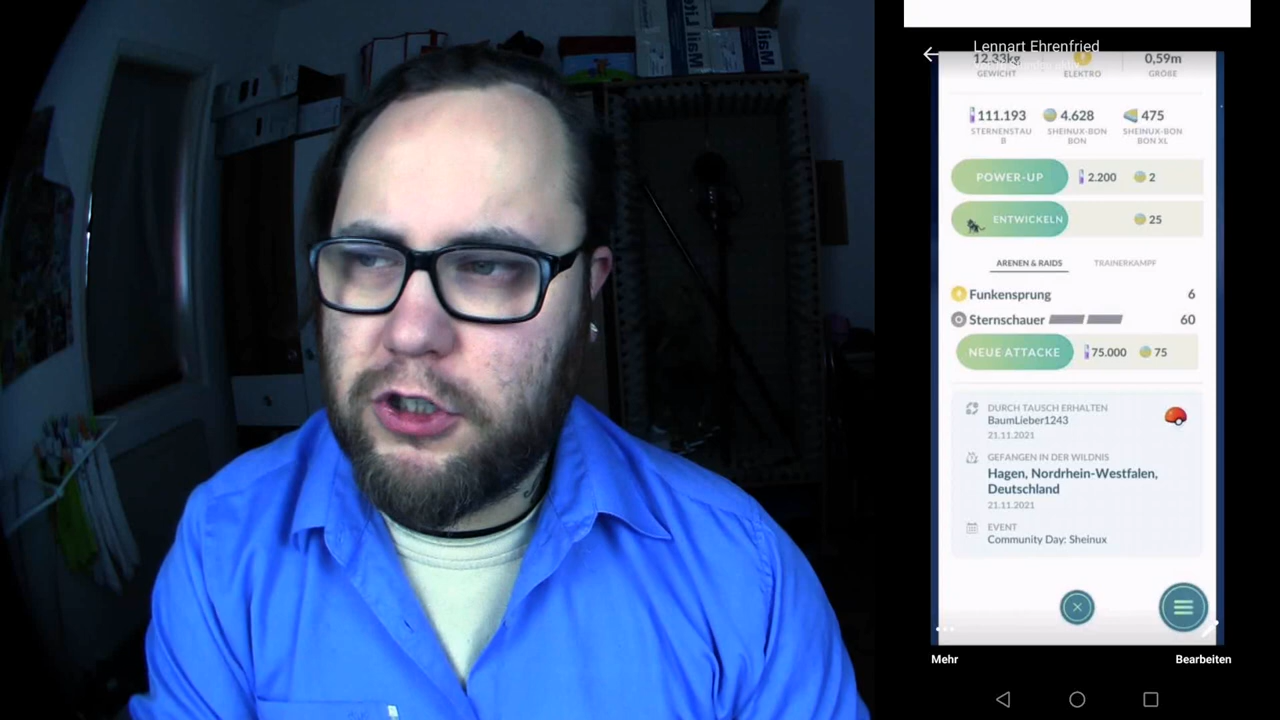 Mail
Mail
Lennart Ehrenfried
12,33kg
GEWICHT
ELEKTRO
0,59m
GRÖSSE
111.193
STERNENSTAU
B
4.628
SHEINUX-BON
BON
475
SHEINUX-BON
BON XL
POWER-UP
2.200
2
ENTWICKELN
25
ARENEN & RAIDS
TRAINERKAMPF
Funkensprung
6
Sternschauer
60
NEUE ATTACKE
75.000
75
DURCH TAUSCH ERHALTEN
BaumLieber1243
21.11.2021
GEFANGEN IN DER WILDNIS
Hagen, Nordrhein-Westfalen,
Deutschland
21.11.2021
EVENT
Community Day: Sheinux
Mehr
Bearbeiten